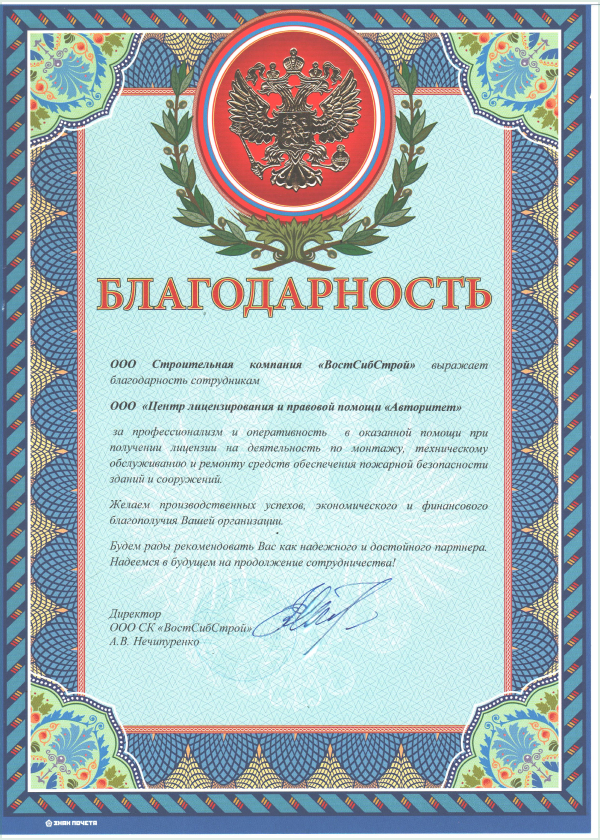 БЛАГОДАРНОСТЬ
ООО Строительная компания «ВостСибСтрой» выражает
благодарность сотрудникам
ООО «Центр лицензирования и правовой помощи «Авторитет»
за профессионализм и оперативность в оказанной помощи при
получении лицензии на деятельность по монтажу, техническому
обслуживанию и ремонту средств обеспечения пожарной безопасности
зданий и сооружений.
Желаем производственных успехов, экономического и финансового
благополучия Вашей организации.
Будем рады рекомендовать Вас как надежного и достойного партнера.
Надеемся в будущем на продолжение сотрудничества!
Директор
ООО СК «ВостСибСтрой»
А.В. Нечипуренко
ЗНАК ПОЧЕТА